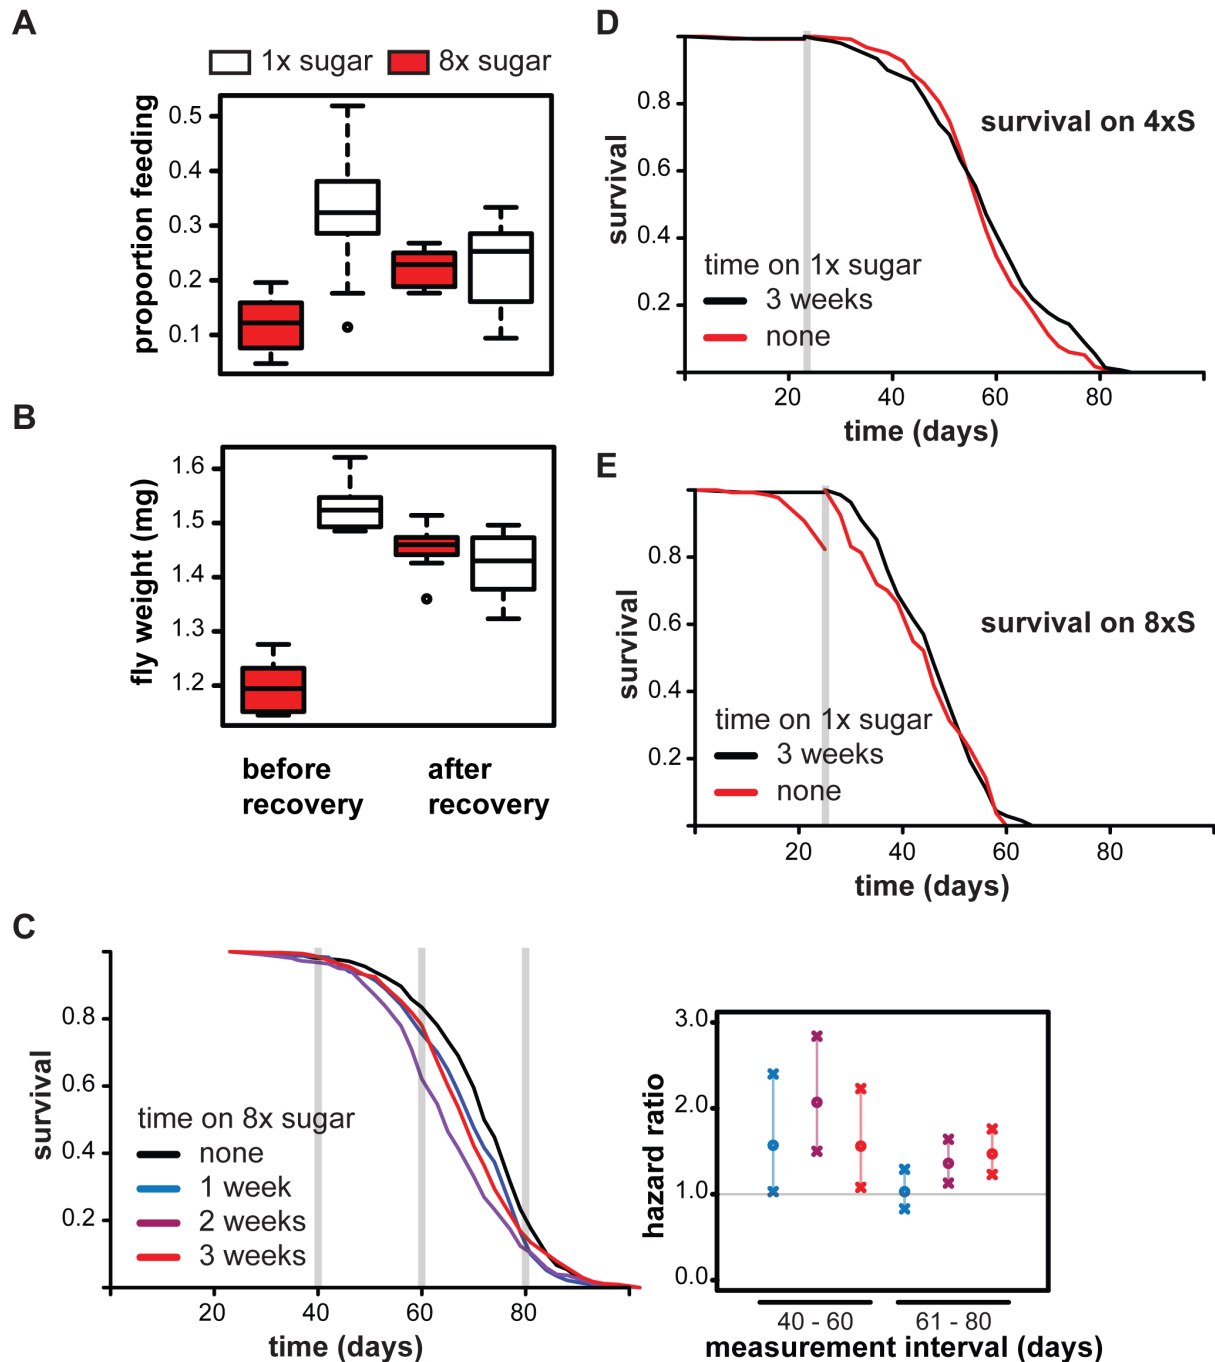 A
1x sugar 8x sugar
proportion feeding
0.5
0.4
0.3
0.2
0.1
B
fly weight (mg)
1.6
1.5
1.4
1.3
1.2
before recovery
after recovery
C
survival
0.8
0.6
0.4
0.2
time on 8x sugar
none
1 week
2 weeks
3 weeks
20 40 60 80
time (days)
hazard ratio
3.0
2.0
1.0
0.0
40 - 60 61 - 80
measurement interval (days)
D
survival
0.8
0.6
0.4
0.2
survival on 4xS
time on 1x sugar
3 weeks
none
20 40 60 80
time (days)
E
survival
0.8
0.6
0.4
0.2
survival on 8xS
time on 1x sugar
3 weeks
none
20 40 60 80
time (days)